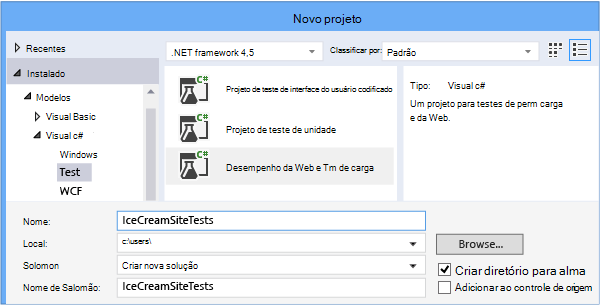 Novo projeto
Recentes
Instalado
Modelos
Visual Basic
Visual c#
Windows
Test
WCF
.NET framework 4,5
Classificar por:
Padrão
C#
Projeto de teste de interface do usuário codificado
C#
Projeto de teste de unidade
C#
Desempenho da Web e Tm de carga
Tipo: Visual c#
Um projeto para testes de perm carga
e da Web.
Nome: IceCreamSiteTests
Local: c:\users\
Browse...
Solomon Criar nova solução
Criar diretório para alma
Nome de Salomão: IceCreamSiteTests
Adicionar ao controle de origem